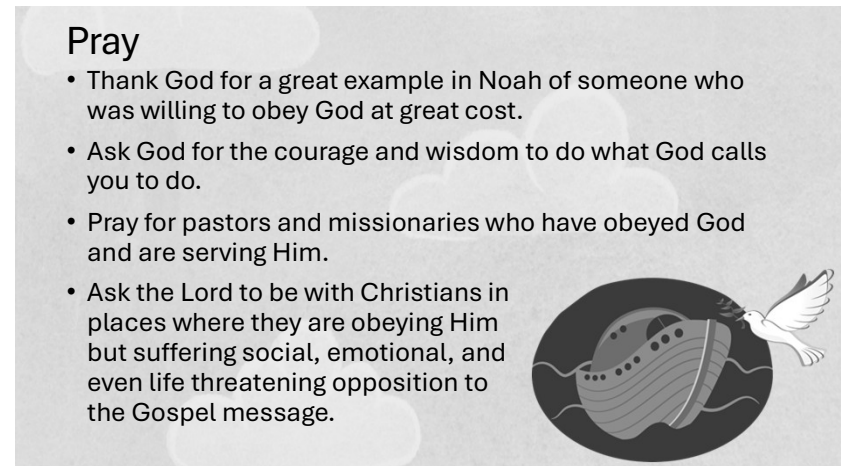 Pray
• Thank God for a great example in Noah of someone who
was willing to obey God at great cost.
• Ask God for the courage and wisdom to do what God calls
you to do.
• Pray for pastors and missionaries who have obeyed God
and are serving Him.
• Ask the Lord to be with Christians in
places where they are obeying Him
but suffering social, emotional, and
even life threatening opposition to
the Gospel message.